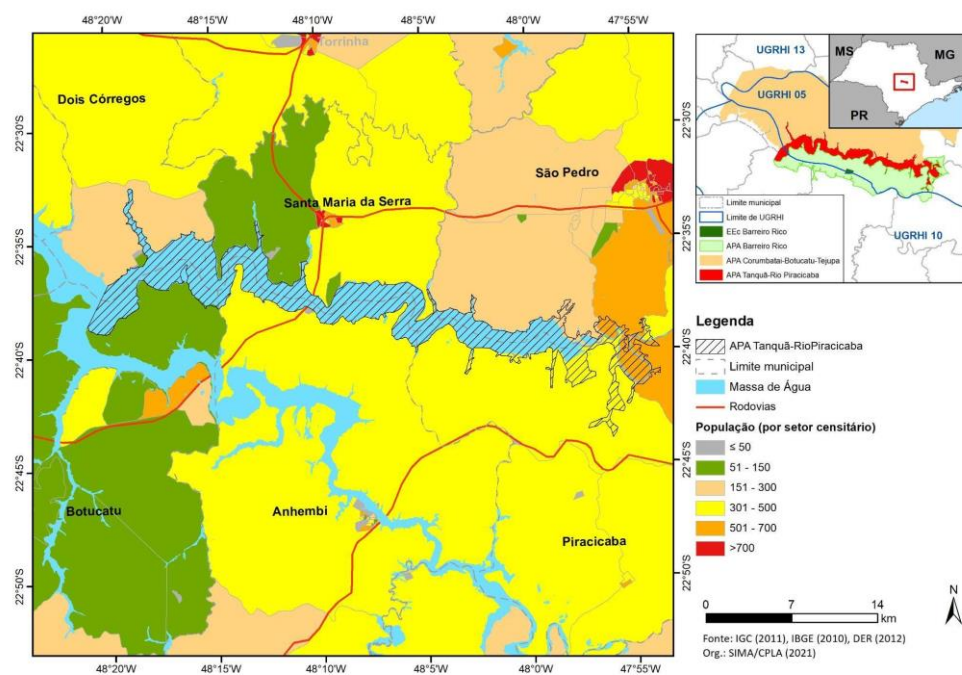 48°20'W
48°15'W
48°10'W
48°5'W
48°0'W
47°55'W
22°30'S
22°35'S
22°40'S
22°45'S
22°50'S
Torrinha
Dois Córregos
São Pedro
Santa Maria da Serra
Botucatu
Anhembi
Piracicaba
22°30'S
22°35'S
22°40'S
22°45'S
22°50'S
48°20'W
48°15'W
48°10'W
48°5'W
48°0'W
47°55'W
UGRHI 13
UGRHI 05
UGRHI 10
MS
MG
PR
Limite municipal
Limite de UGRHI
EEc Barreiro Rico
APA Barreiro Rico
APA Corumbataí-Botucatu-Tejupa
APA Tanquã-Rio Piracicaba
Legenda
APA Tanquã-RioPiracicaba
Limite municipal
Massa de Água
Rodovias
População (por setor censitário)
≤ 50
51 - 150
151 - 300
301 - 500
501 - 700
>700
N
0 7 14
km
Fonte: IGC (2011), IBGE (2010), DER (2012)
Org.: SIMA/CPLA (2021)